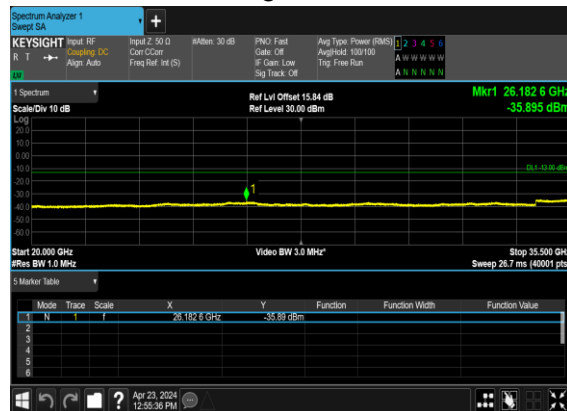 Spectrum Analyzer 1
Swept SA
+
KEYSIGHT Input: RF Input Z: 50 Ω #Atten: 30 dB PNO: Fast Avg Type: Power (RMS) 1 2 3 4 5 6
R T Coupling: DC Corr CCorr Gate: Off Avg|Hold: 100/100 A W W W W W
Align: Auto Freq Ref: Int (S) IF Gain: Low Trig: Free Run
Sig Track: Off A N N N N N
1 Spectrum Ref Lvl Offset 15.84 dB Mkr1 26.182 6 GHz
Scale/Div 10 dB Ref Level 30.00 dBm -35.895 dBm
Log
20.0
10.0
0.00
-10.0
DL1 -13.00 dBm
-20.0
-30.0
1
-40.0
-50.0
-60.0
Start 20.000 GHz Video BW 3.0 MHz* Stop 35.500 GHz
#Res BW 1.0 MHz Sweep 26.7 ms (40001 pts)
5 Marker Table
Mode Trace Scale X Y Function Function Width Function Value
1 N 1 f 26.182 6 GHz -35.89 dBm
2
3
4
5
6
? Apr 23, 2024
12:55:36 PM